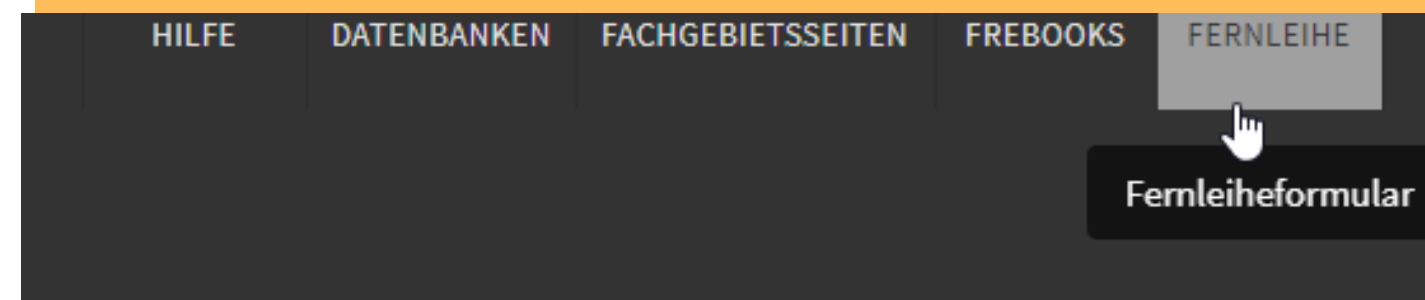 HILFE DATENBANKEN FACHGEBIETSSEITEN FREBOOKS FERNLEIHE
Fernleiheformular